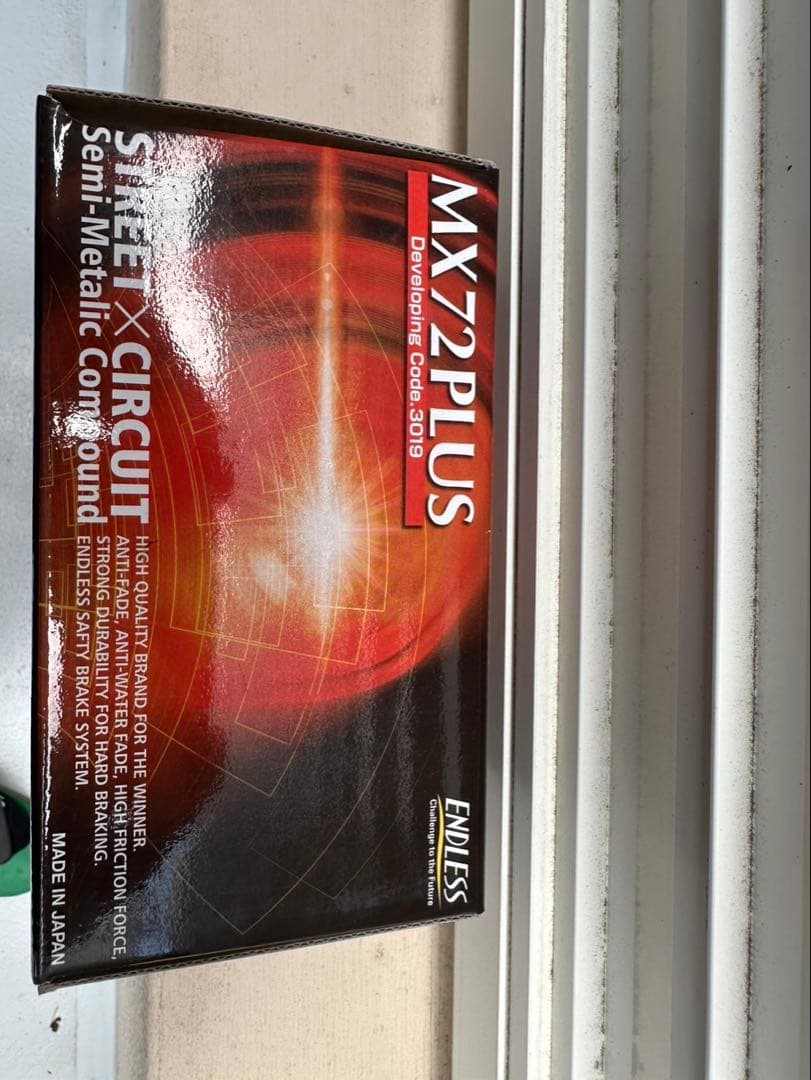 MX72PLUS
Developing Code.3019
ENDLESS
Challenge to the Future
STREET×CIRCUIT
Semi-Metalic Compound
HIGH QUALITY BRAND FOR THE WINNER.
ANTI-FADE, ANTI-WATER FADE, HIGH FRICTION FORCE,
STRONG DURABILITY FOR HARD BRAKING.
ENDLESS SAFTY BRAKE SYSTEM.
MADE IN JAPAN